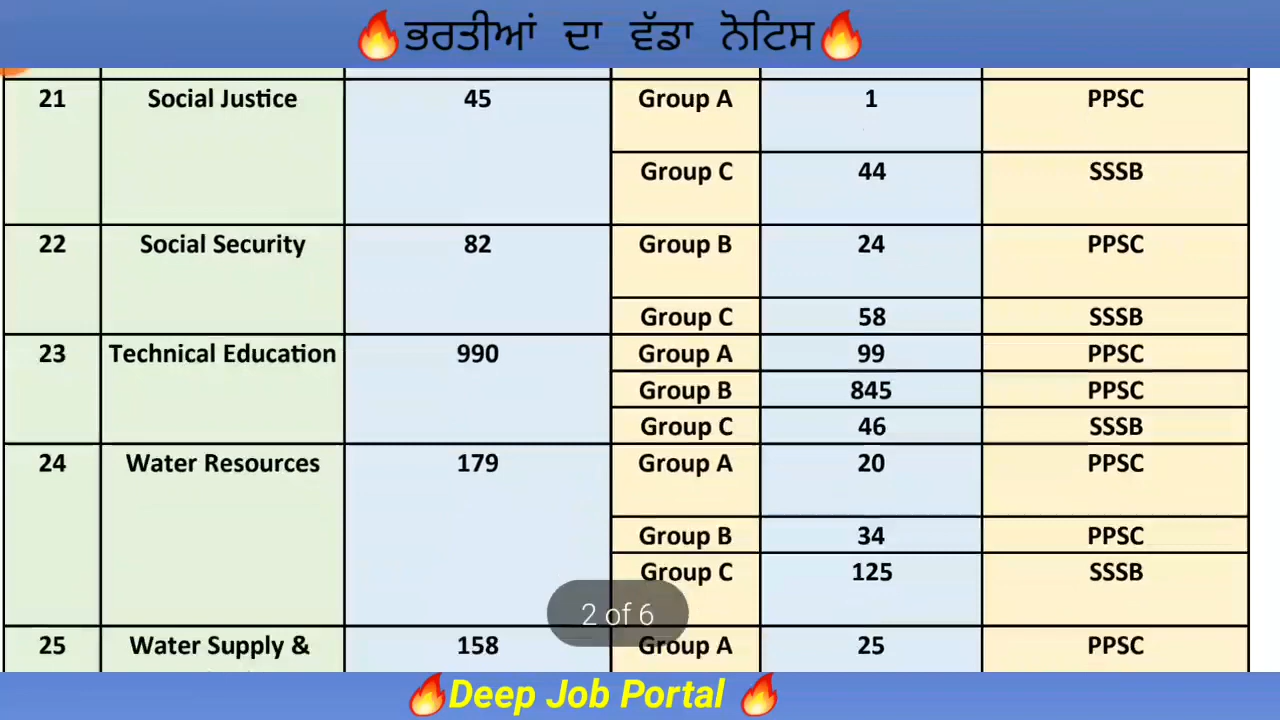 🔥ਭਰਤੀਆਂ ਦਾ ਵੱਡਾ ਨੋਟਿਸ🔥
21 Social Justice 45 Group A 1 PPSC
Group C 44 SSSB
22 Social Security 82 Group B 24 PPSC
Group C 58 SSSB
23 Technical Education 990 Group A 99 PPSC
Group B 845 PPSC
Group C 46 SSSB
24 Water Resources 179 Group A 20 PPSC
Group B 34 PPSC
Group C 125 SSSB
2 of 6
25 Water Supply & 158 Group A 25 PPSC
🔥Deep Job Portal 🔥